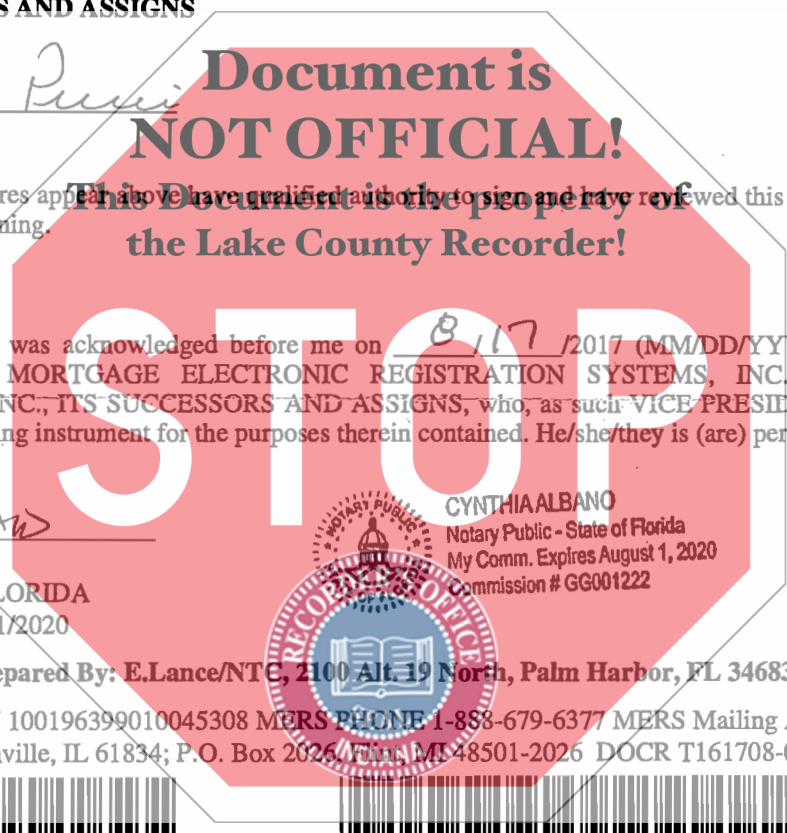 S AND ASSIGNS
Document is
NOT OFFICIAL!
res appear above have qualified authority to sign and have reviewed this
This Document is the property of
ning.
the Lake County Recorder!
STOP
was acknowledged before me on 8/17/2017 (MM/DD/YY
MORTGAGE ELECTRONIC REGISTRATION SYSTEMS, INC.
NC., ITS SUCCESSORS AND ASSIGNS, who, as such VICE PRESID
ng instrument for the purposes therein contained. He/she/they is (are) per
NOTARY PUBLIC
CYNTHIA ALBANO
Notary Public - State of Florida
My Comm. Expires August 1, 2020
Commission # GG001222
LORIDA
1/2020
RECORDER'S OFFICE
INDIANA
epared By: E.Lance/NTC, 2100 Alt. 19 North, Palm Harbor, FL 34683
100196399010045308 MERS PHONE 1-888-679-6377 MERS Mailing
nville, IL 61834; P.O. Box 2026, Flint, MI 48501-2026 DOCR T161708-